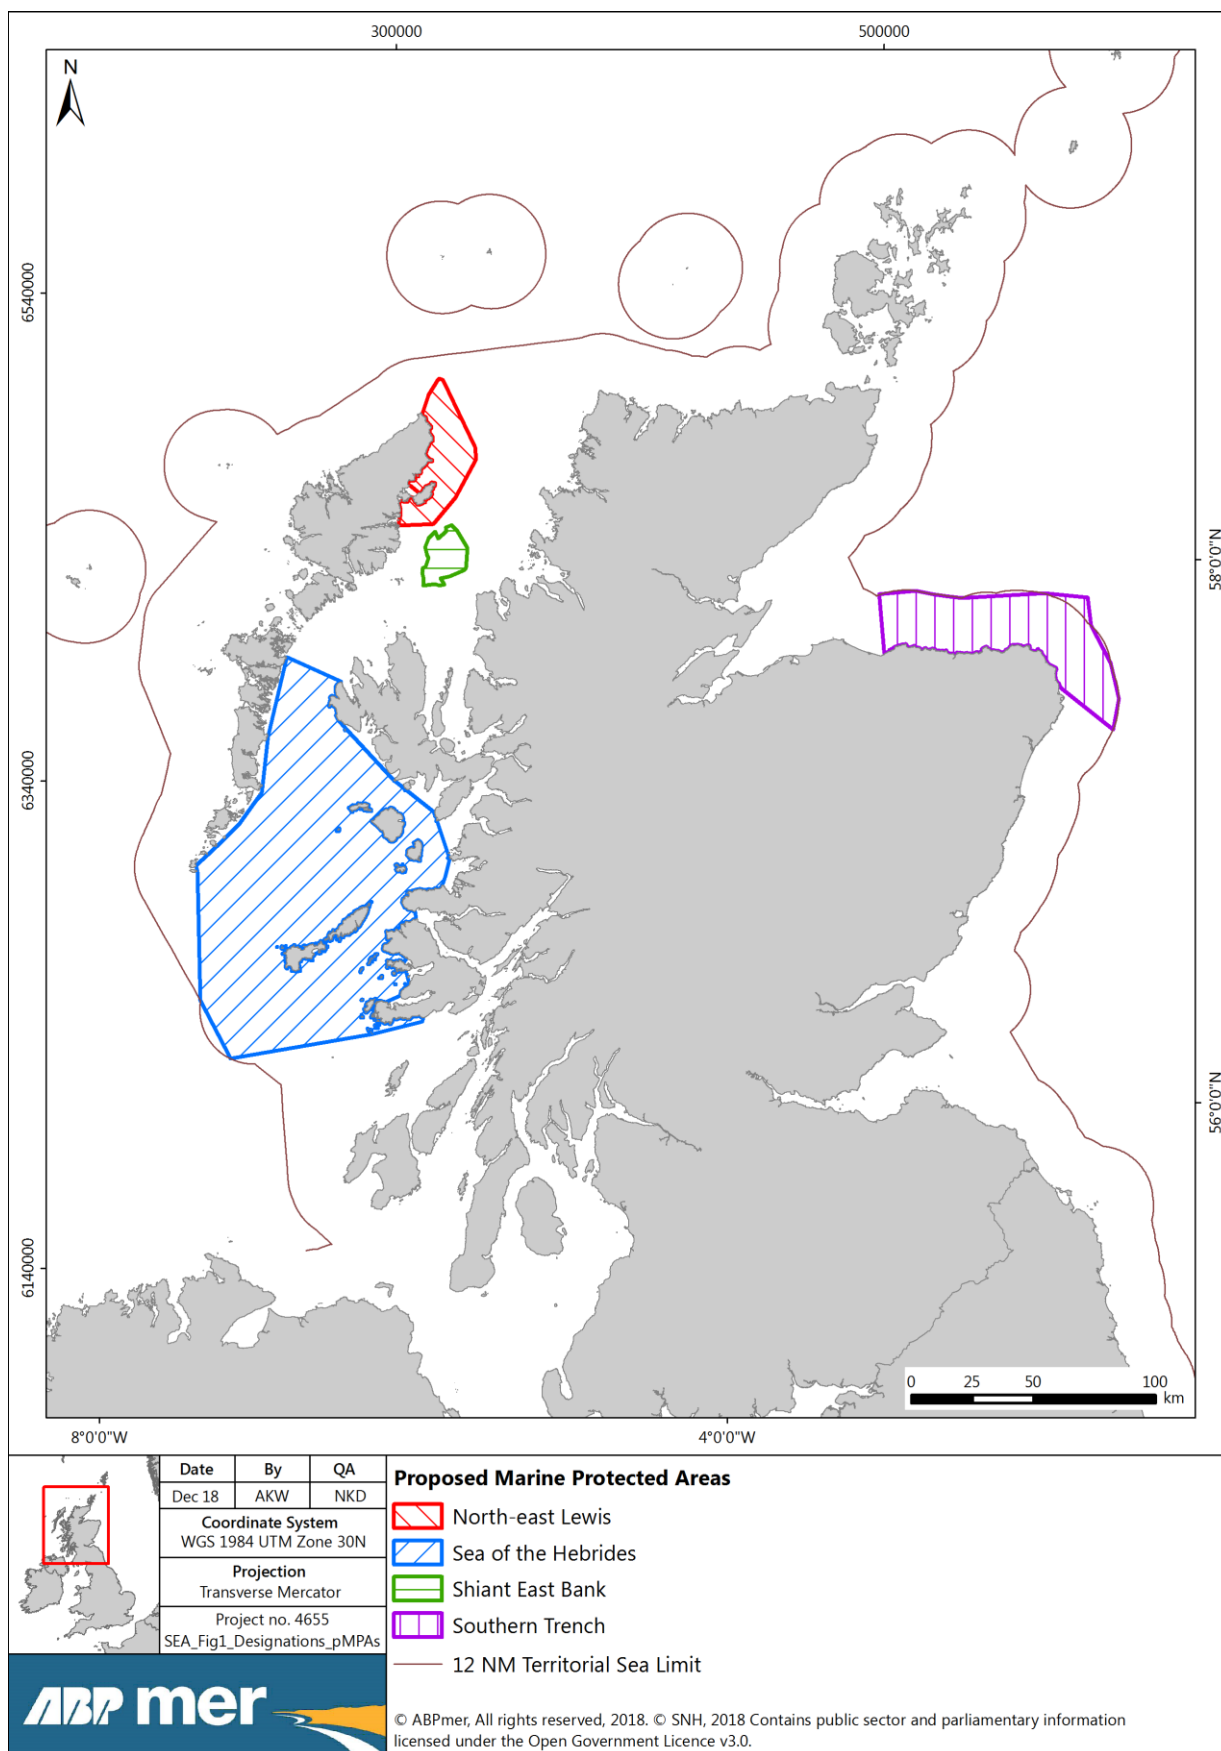 300000 500000
N
6540000
58°0'0"N
6340000
56°0'0"N
6140000
0 25 50 100
km
8°0'0"W 4°0'0"W
Date By QA
Dec 18 AKW NKD
Coordinate System
WGS 1984 UTM Zone 30N
Projection
Transverse Mercator
Project no. 4655
SEA_Fig1_Designations_pMPAs
ABPmer
Proposed Marine Protected Areas
North-east Lewis
Sea of the Hebrides
Shiant East Bank
Southern Trench
12 NM Territorial Sea Limit
© ABPmer, All rights reserved, 2018. © SNH, 2018 Contains public sector and parliamentary information
licensed under the Open Government Licence v3.0.